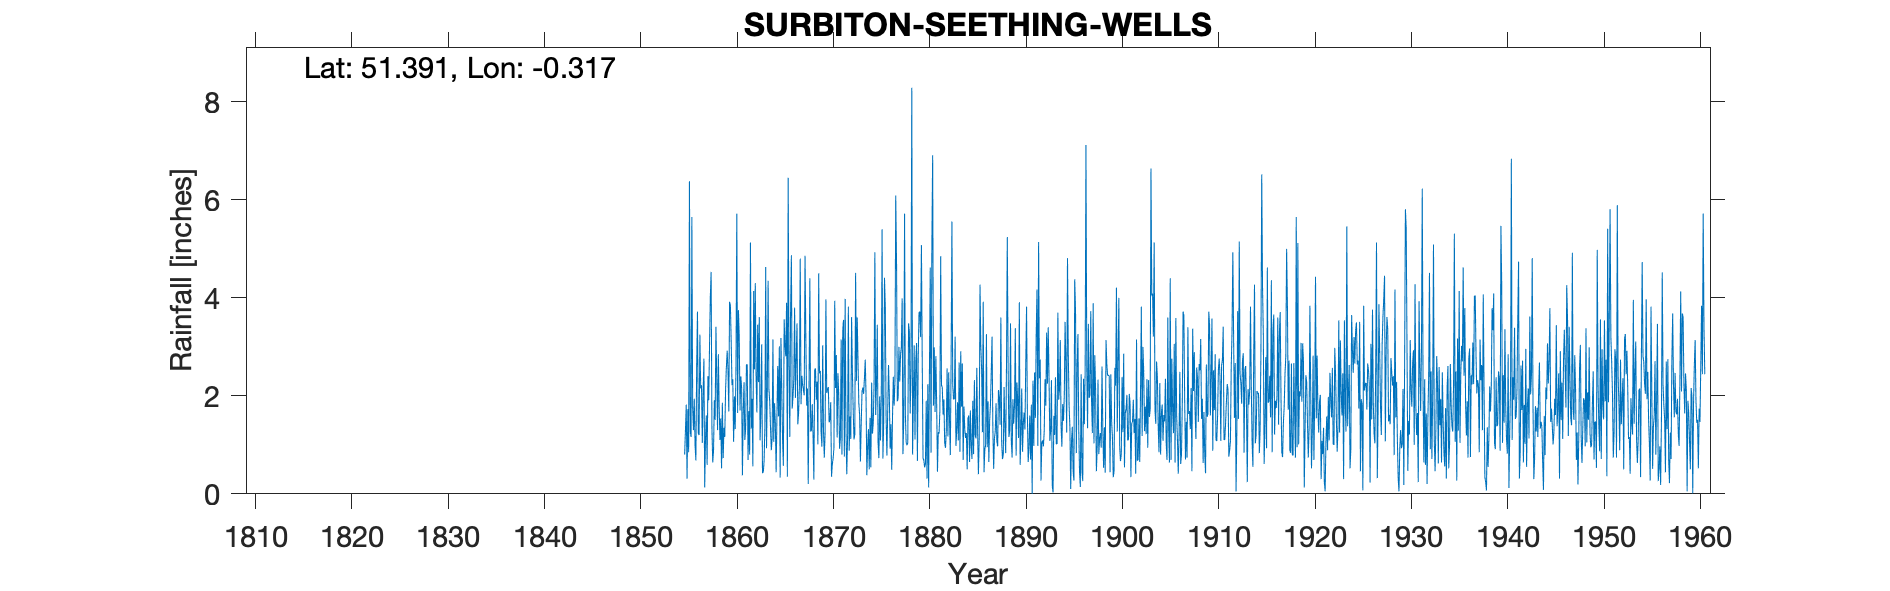 SURBITON-SEETHING-WELLS
Lat: 51.391, Lon: -0.317
8
6
4
2
0
Rainfall [inches]
1810 1820 1830 1840 1850 1860 1870 1880 1890 1900 1910 1920 1930 1940 1950 1960
Year